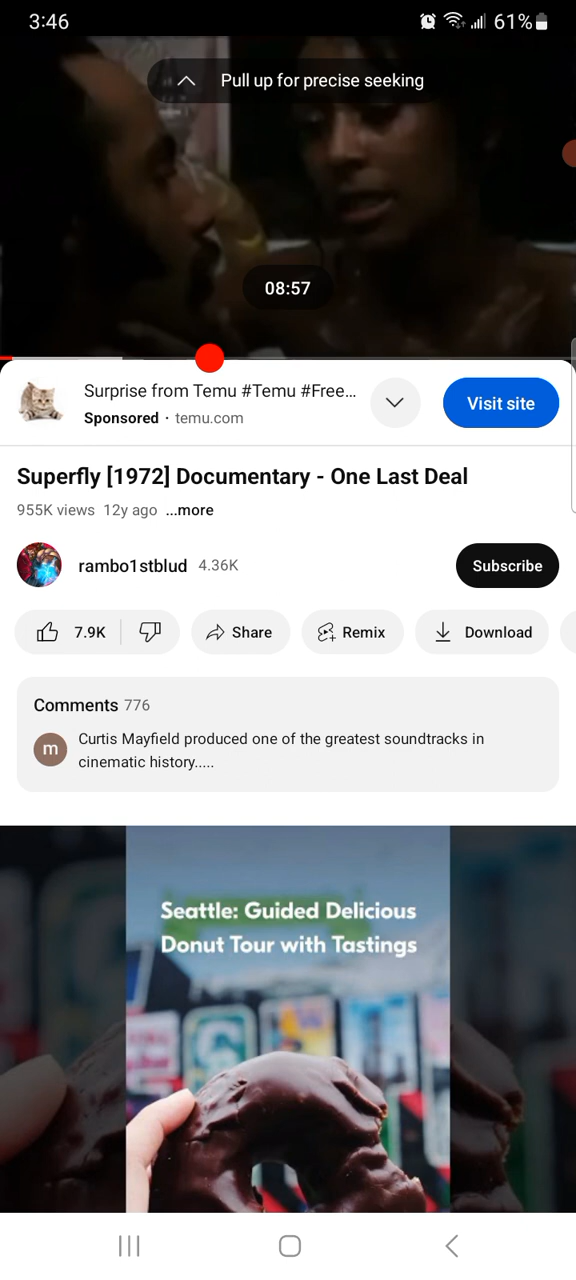 3:46
61%
Pull up for precise seeking
08:57
Surprise from Temu #Temu #Free...
Sponsored · temu.com
Visit site
Superfly [1972] Documentary - One Last Deal
955K views 12y ago ...more
rambo1stblud 4.36K
Subscribe
7.9K
Share
Remix
Download
Comments 776
m
Curtis Mayfield produced one of the greatest soundtracks in
cinematic history.....
Seattle: Guided Delicious
Donut Tour with Tastings